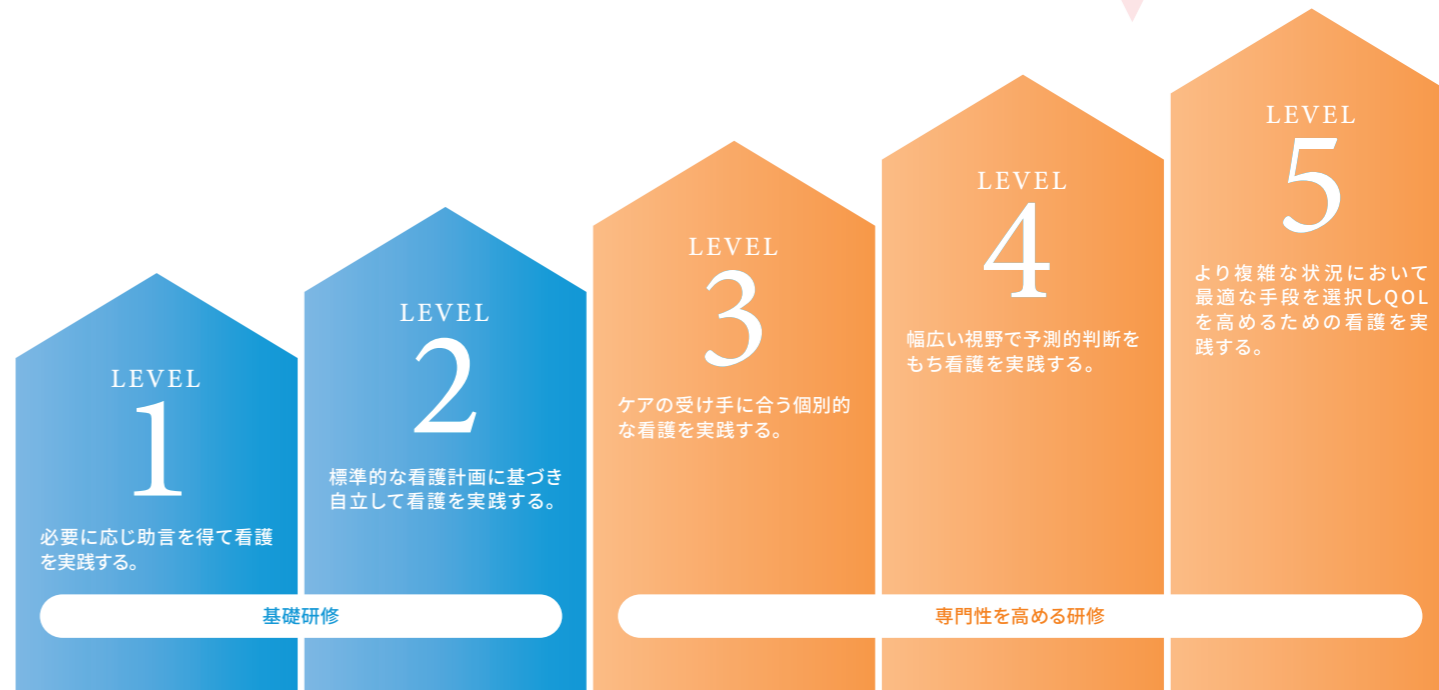 LEVEL
1
必要に応じ助言を得て看護
を実践する。
LEVEL
2
標準的な看護計画に基づき
自立して看護を実践する。
基礎研修
LEVEL
3
ケアの受け手に合う個別的
な看護を実践する。
LEVEL
4
幅広い視野で予測的判断を
もち看護を実践する。
LEVEL
5
より複雑な状況において
最適な手段を選択しQOL
を高めるための看護を実
践する。
専門性を高める研修